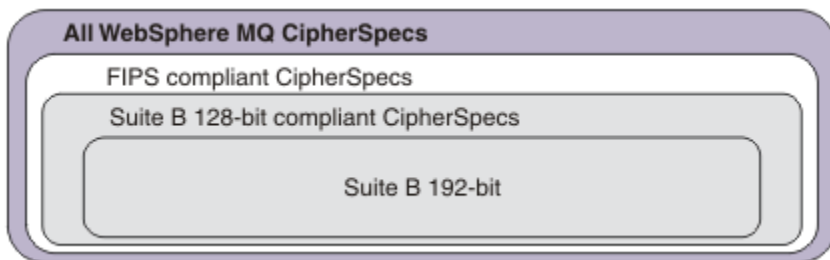 All WebSphere MQ CipherSpecs
FIPS compliant CipherSpecs
Suite B 128-bit compliant CipherSpecs
Suite B 192-bit